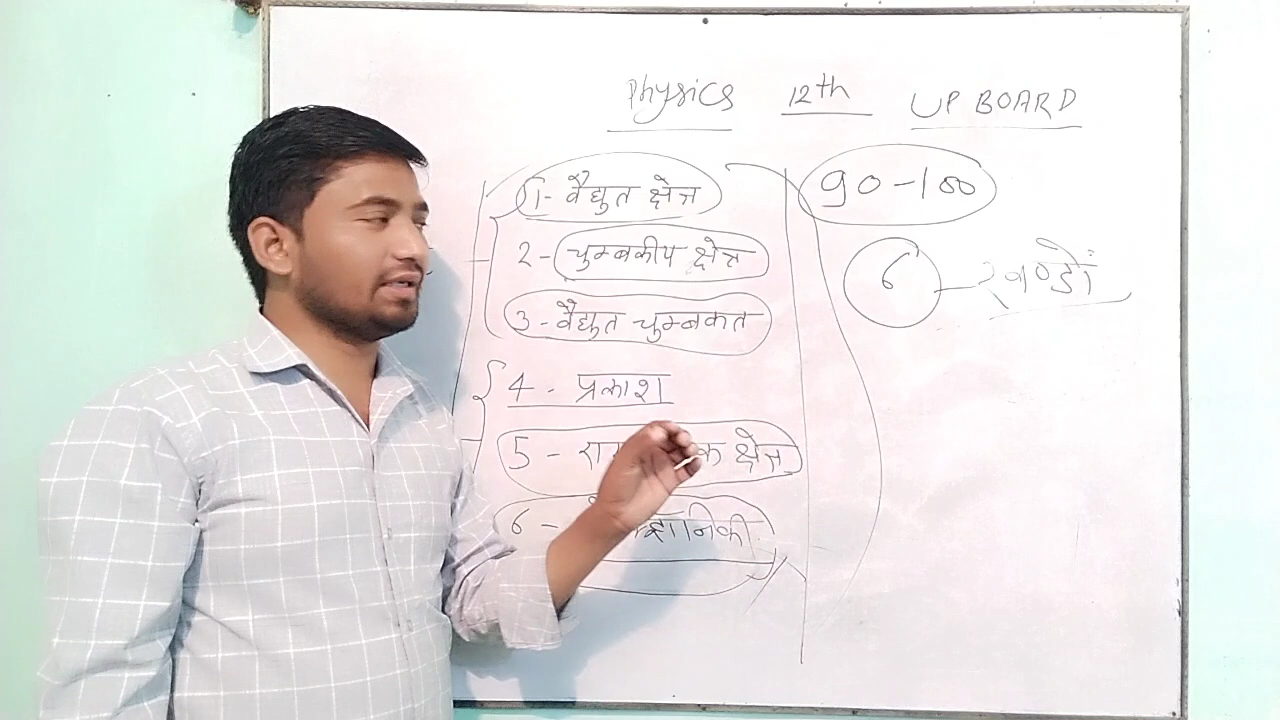 Physics 12th UP BOARD
1- वैद्युत क्षेत्र
2- चुम्बकीय क्षेत्र
3- वैद्युत चुम्बकत
4- प्रकाश
5- क्षेत्र
6-
90-100
6 - खण्डों